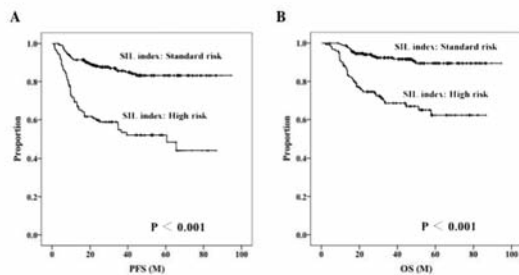 A
B
SIL index: Standard risk
SIL index: High risk
Proportion
1.0
0.8
0.6
0.4
0.2
0.0
P < 0.001
0 20 40 60 80 100
PFS (M)
SIL index: Standard risk
SIL index: High risk
Proportion
1.0
0.8
0.6
0.4
0.2
0.0
P < 0.001
0 20 40 60 80 100
OS (M)